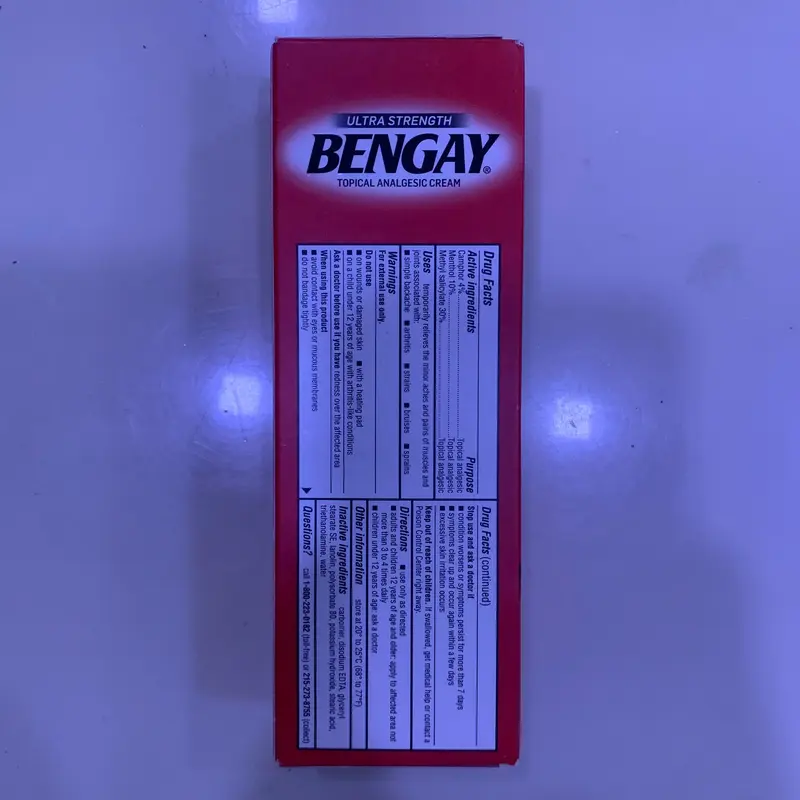 ULTRA STRENGTH
BENGAY®
TOPICAL ANALGESIC CREAM
Drug Facts
Active ingredients Purpose
Camphor 4% Topical analgesic
Menthol 10% Topical analgesic
Methyl salicylate 30% Topical analgesic
Uses temporarily relieves the minor aches and pains of muscles and
joints associated with:
■ simple backache ■ arthritis ■ strains ■ bruises ■ sprains
Warnings
For external use only.
Do not use
■ on wounds or damaged skin ■ with a heating pad
■ on a child under 12 years of age with arthritis-like conditions
Ask a doctor before use if you have redness over the affected area
When using this product
■ avoid contact with eyes or mucous membranes
■ do not bandage tightly
Drug Facts (continued)
Stop use and ask a doctor if
■ condition worsens or symptoms persist for more than 7 days
■ symptoms clear up and occur again within a few days
■ excessive skin irritation occurs
Keep out of reach of children. If swallowed, get medical help or contact a
Poison Control Center right away.
Directions ■ use only as directed
■ adults and children 12 years of age and older: apply to affected area not
more than 3 to 4 times daily
■ children under 12 years of age: ask a doctor
Other information store at 20° to 25°C (68° to 77°F)
Inactive ingredients carbomer, disodium EDTA, glyceryl
stearate SE, lanolin, polysorbate 80, potassium hydroxide, stearic acid,
triethanolamine, water
Questions? call 1-800-223-0182 (toll-free) or 215-273-8755 (collect)